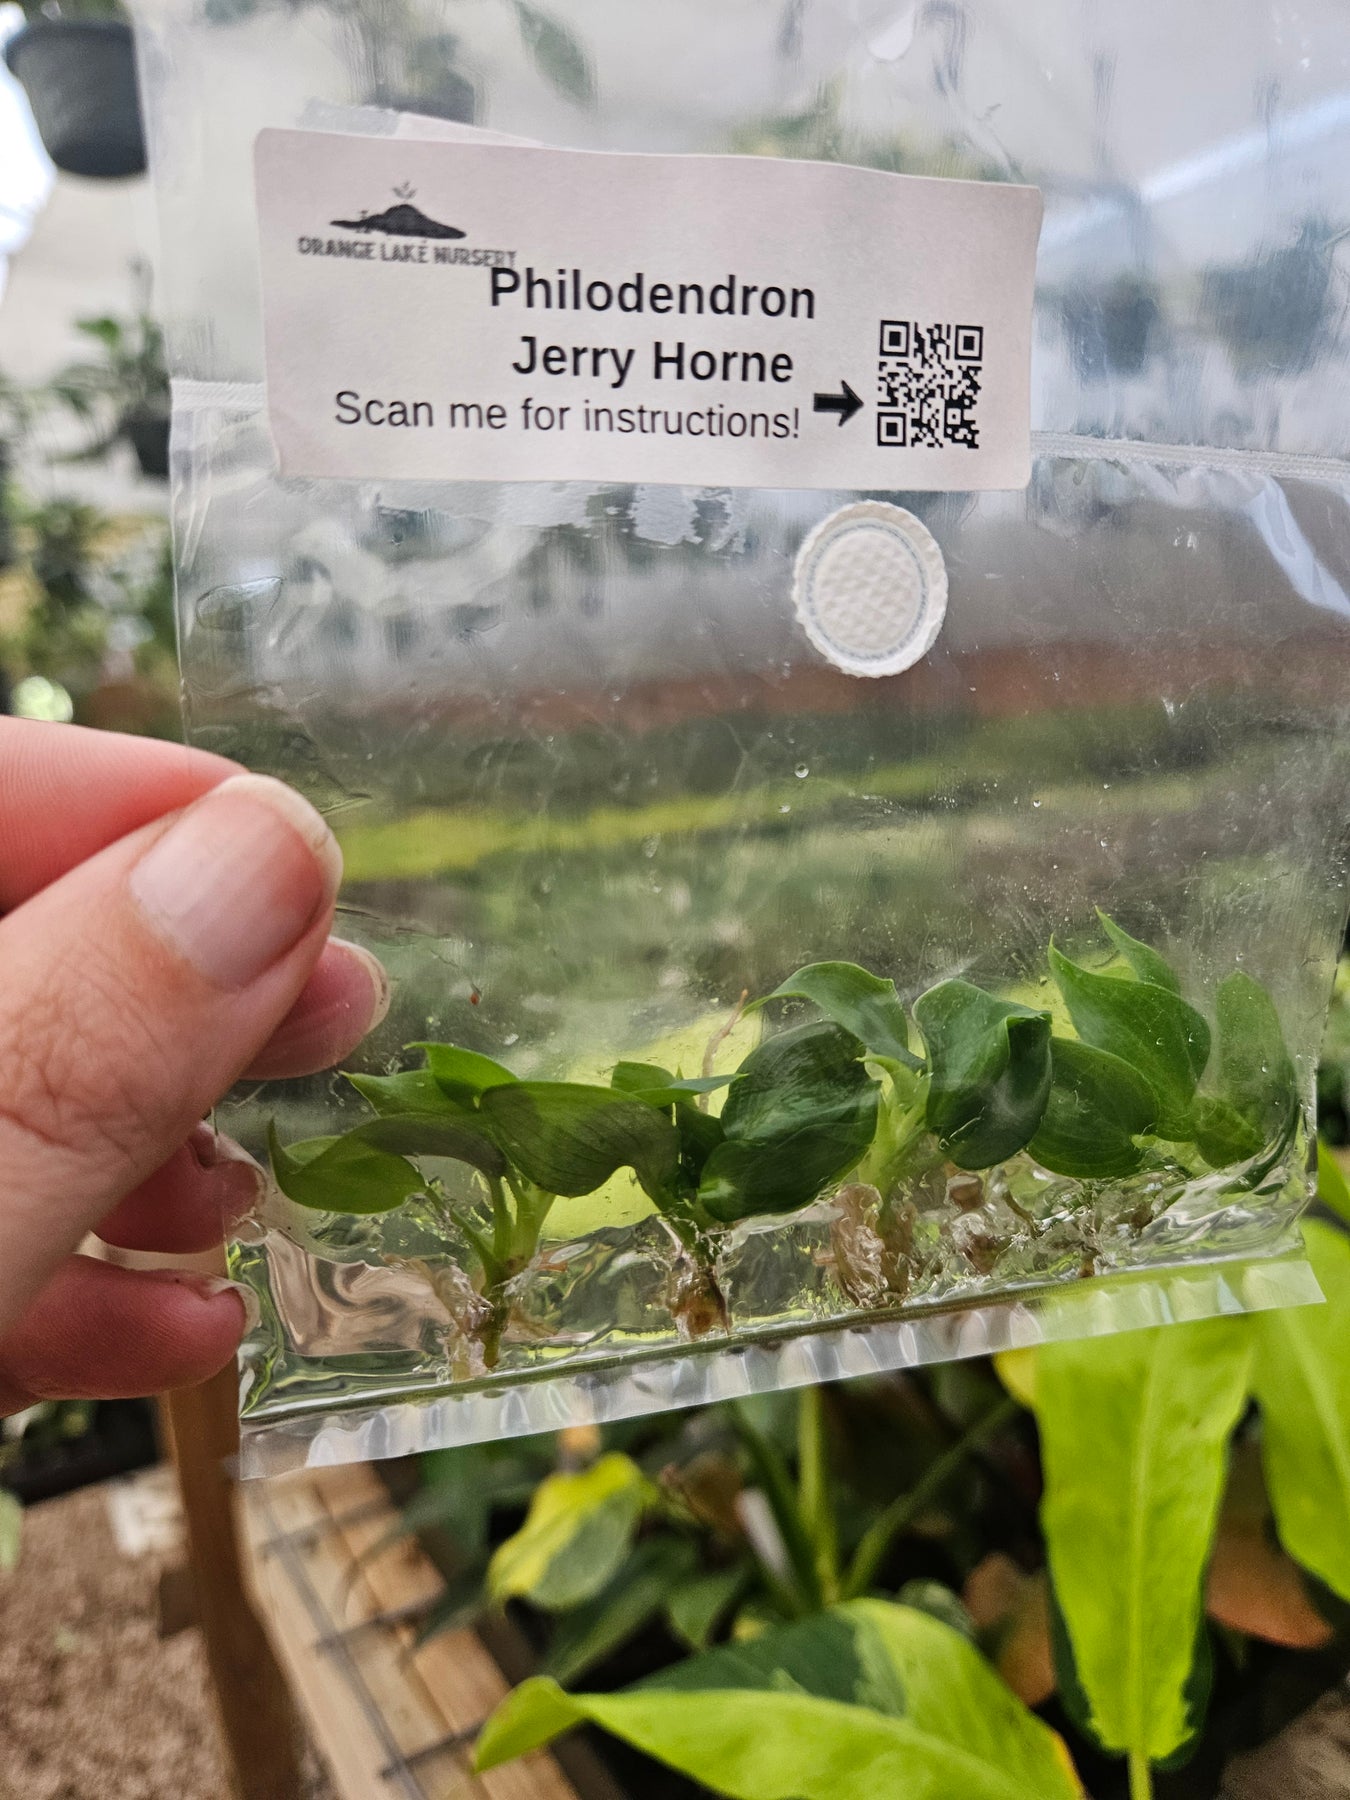 ORANGE LAKE NURSERY
Philodendron
Jerry Horne
Scan me for instructions!